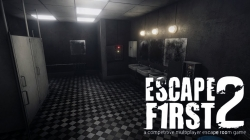 ESCAPE
F1RST 2
a competitive multiplayer escape room game